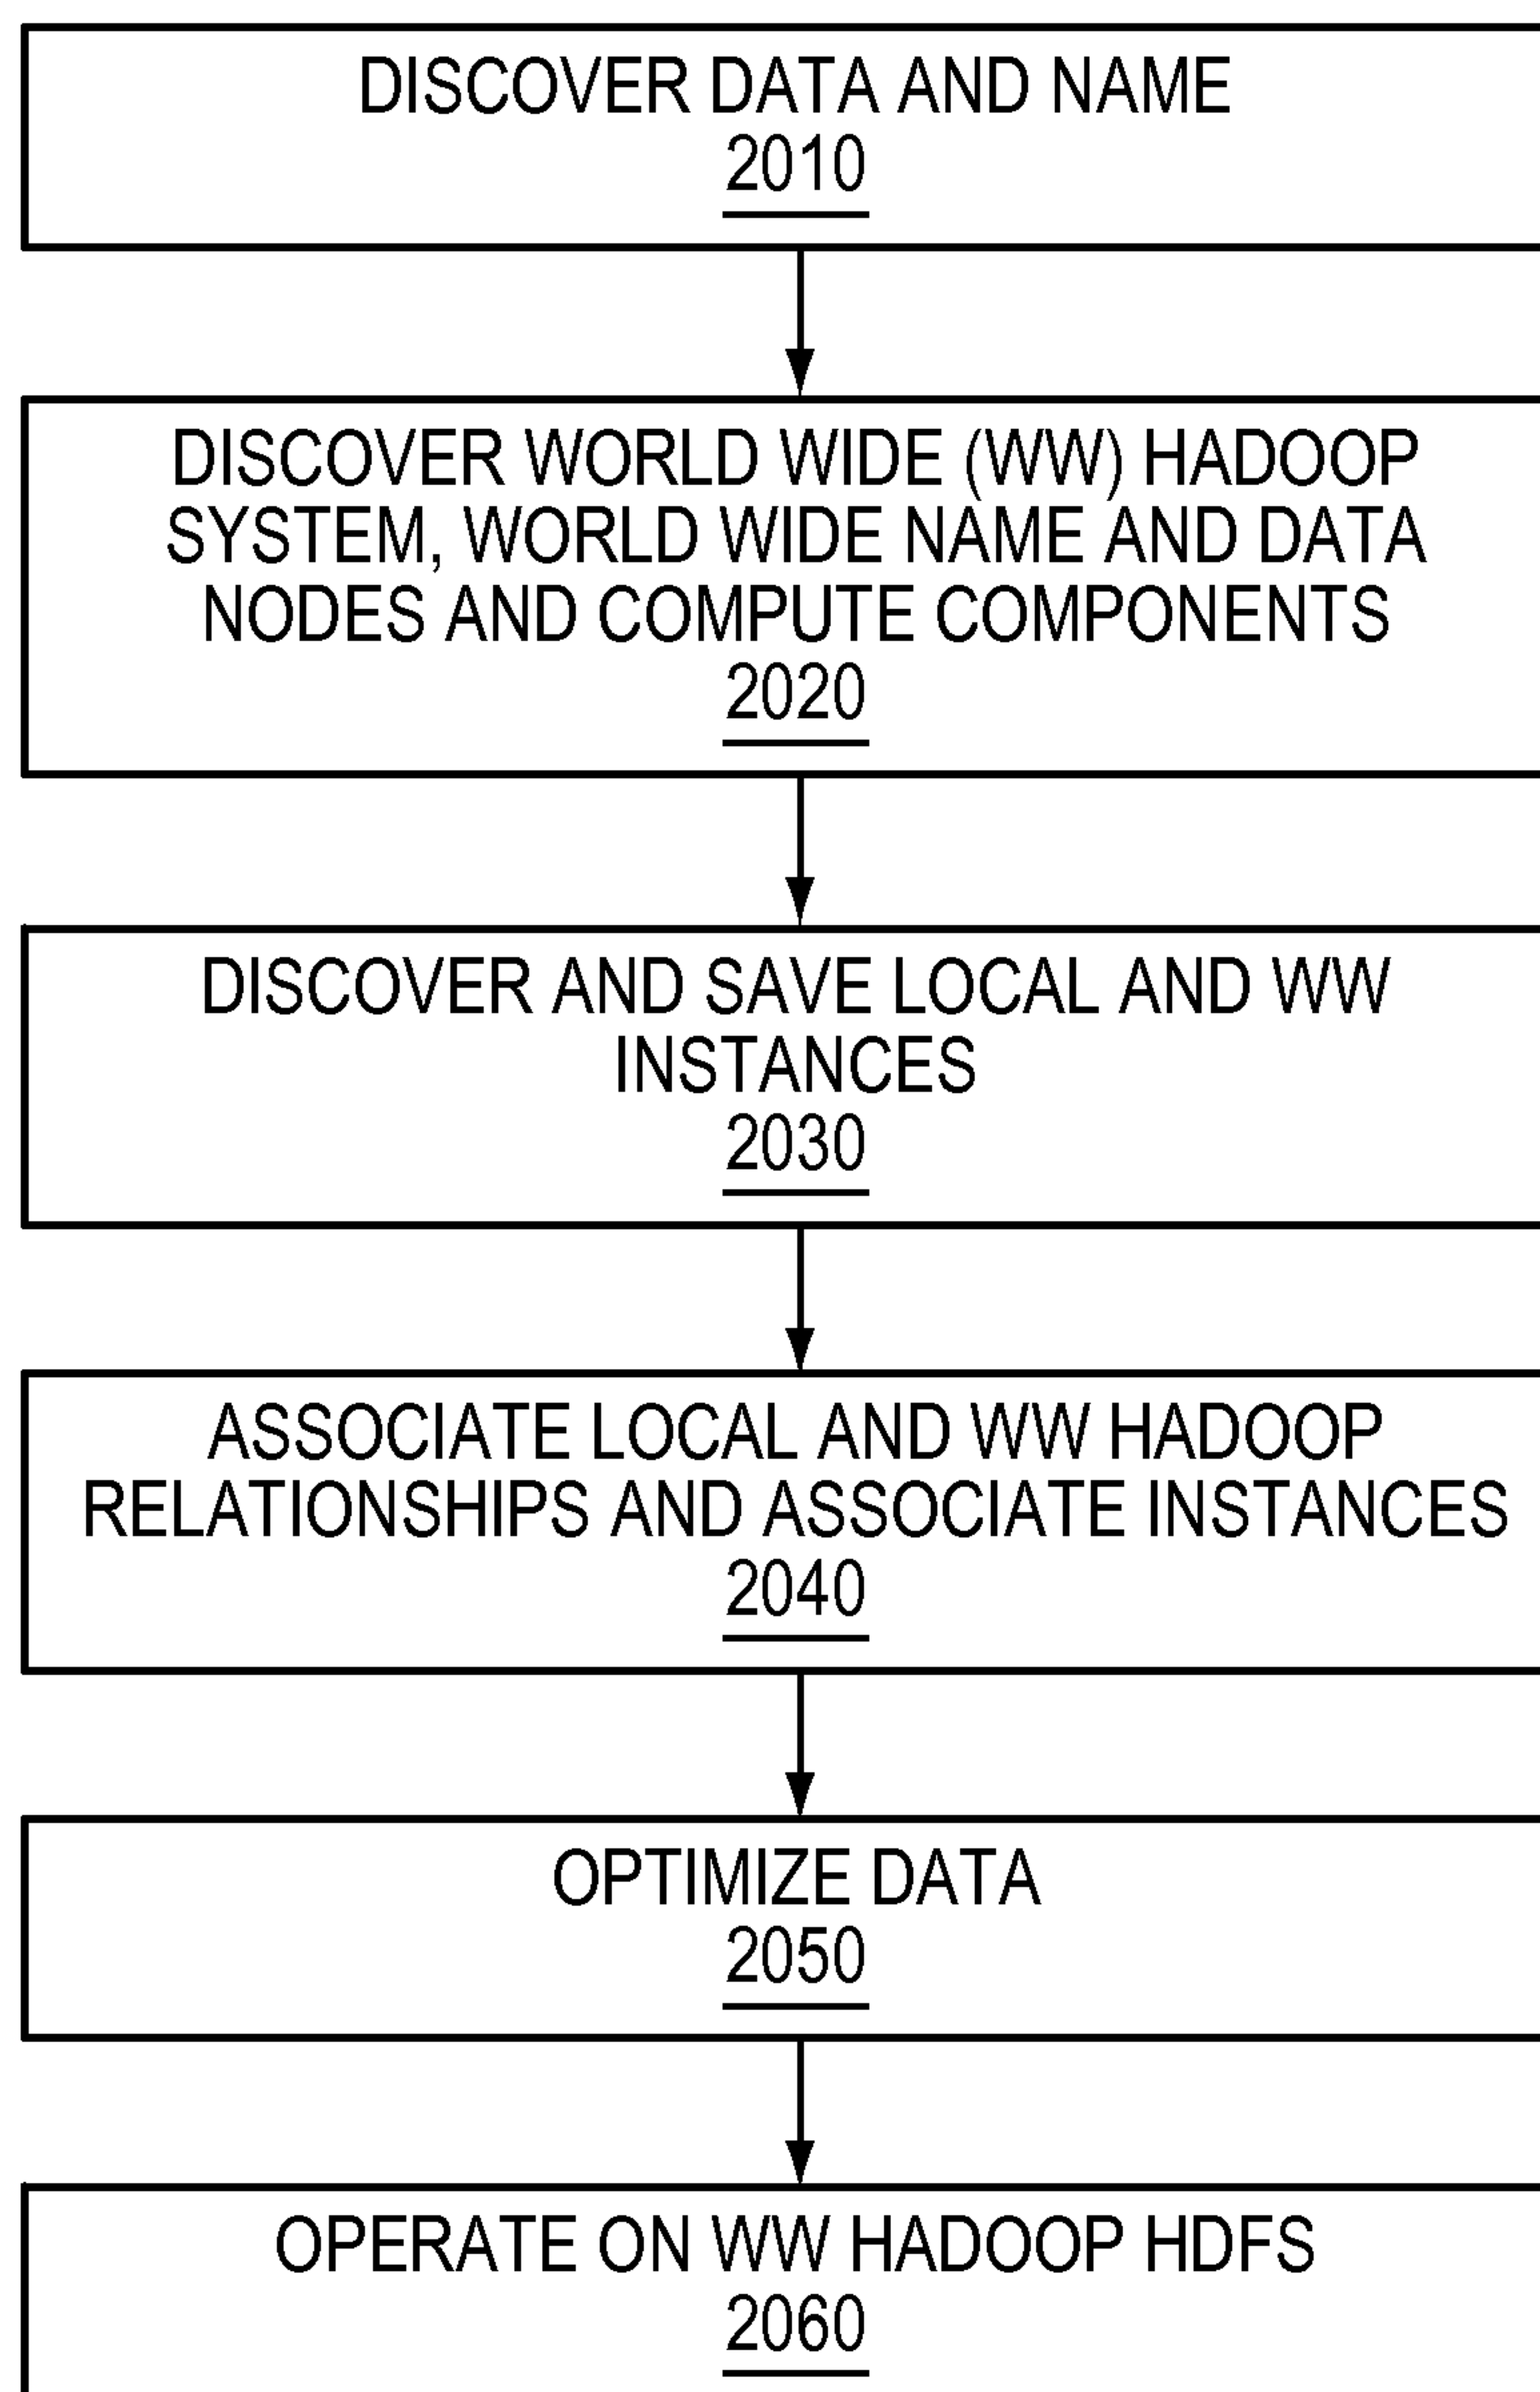 DISCOVER DATA AND NAME
2010
DISCOVER WORLD WIDE (WW) HADOOP
SYSTEM, WORLD WIDE NAME AND DATA
NODES AND COMPUTE COMPONENTS
2020
DISCOVER AND SAVE LOCAL AND WW
INSTANCES
2030
ASSOCIATE LOCAL AND WW HADOOP
RELATIONSHIPS AND ASSOCIATE INSTANCES
2040
OPTIMIZE DATA
2050
OPERATE ON WW HADOOP HDFS
2060